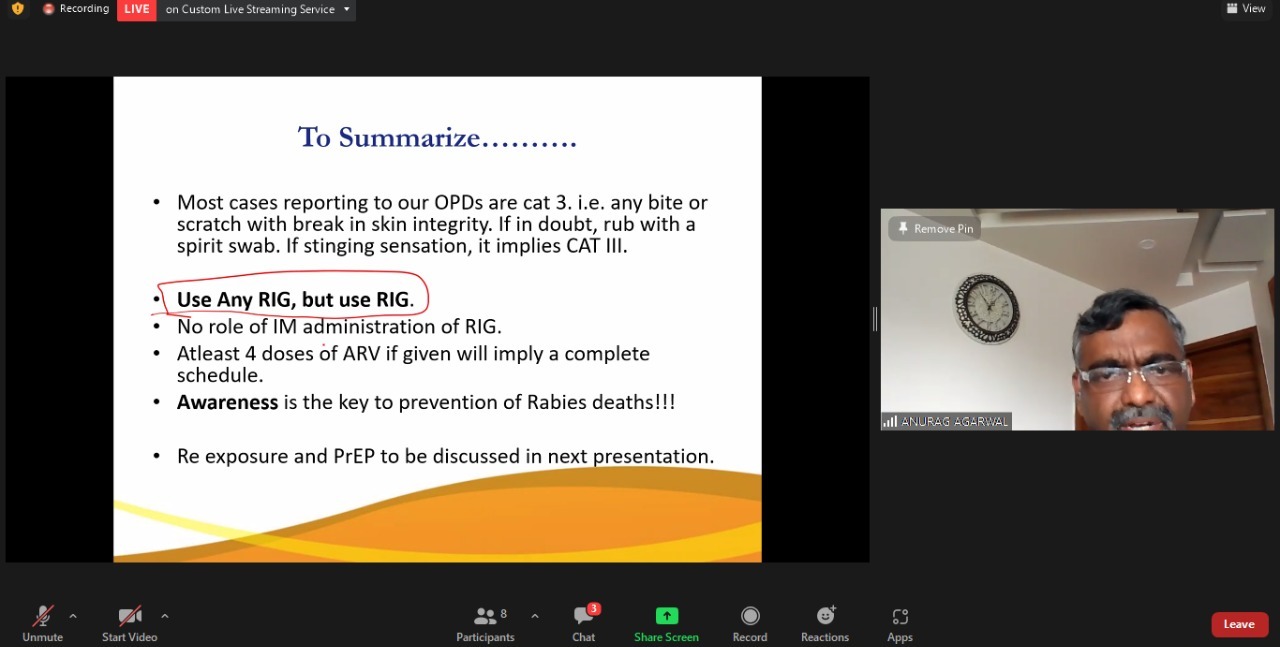 Recording
LIVE
on Custom Live Streaming Service
View
To Summarize……….
• Most cases reporting to our OPDs are cat 3. i.e. any bite or
scratch with break in skin integrity. If in doubt, rub with a
spirit swab. If stinging sensation, it implies CAT III.
• Use Any RIG, but use RIG.
• No role of IM administration of RIG.
• Atleast 4 doses of ARV if given will imply a complete
schedule.
• Awareness is the key to prevention of Rabies deaths!!!
• Re exposure and PrEP to be discussed in next presentation.
Remove Pin
ANURAG AGARWAL
Unmute
Start Video
8
Participants
3
Chat
Share Screen
Record
Reactions
Apps
Leave